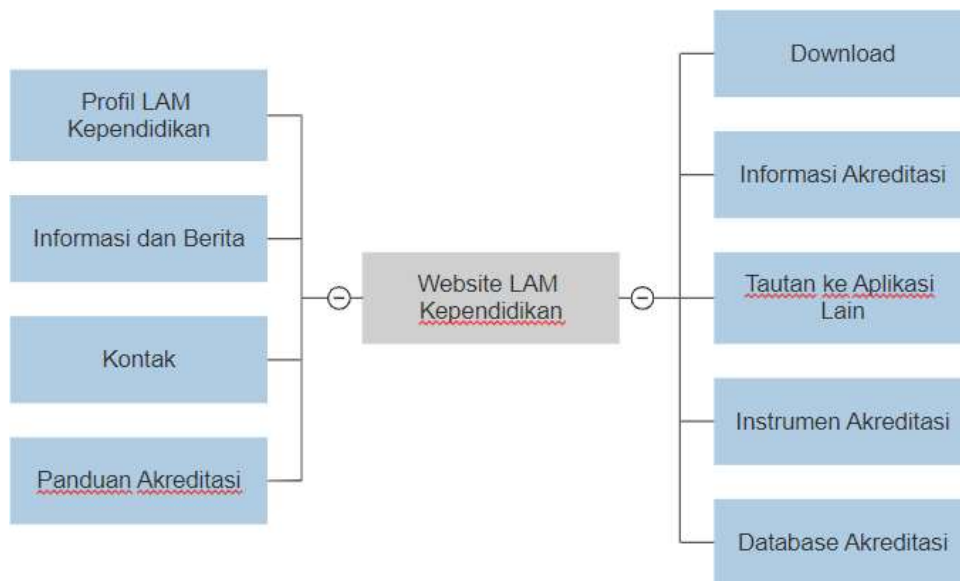 Profil LAM
Kependidikan
Informasi dan Berita
Kontak
Panduan Akreditasi
Website LAM
Kependidikan
Download
Informasi Akreditasi
Tautan ke Aplikasi
Lain
Instrumen Akreditasi
Database Akreditasi